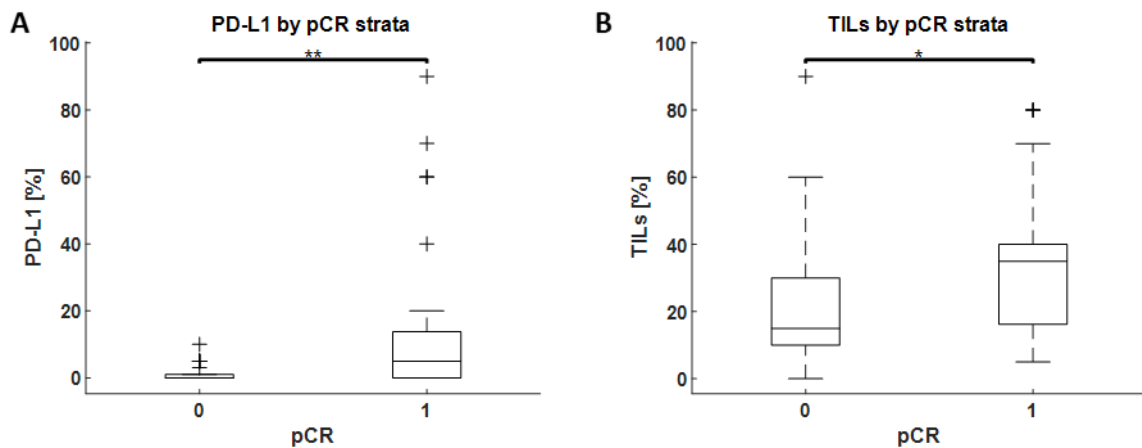 A
PD-L1 by pCR strata
**
PD-L1 [%]
100
80
60
40
20
0
0 1
pCR
B
TILs by pCR strata
*
TILs [%]
100
80
60
40
20
0
0 1
pCR